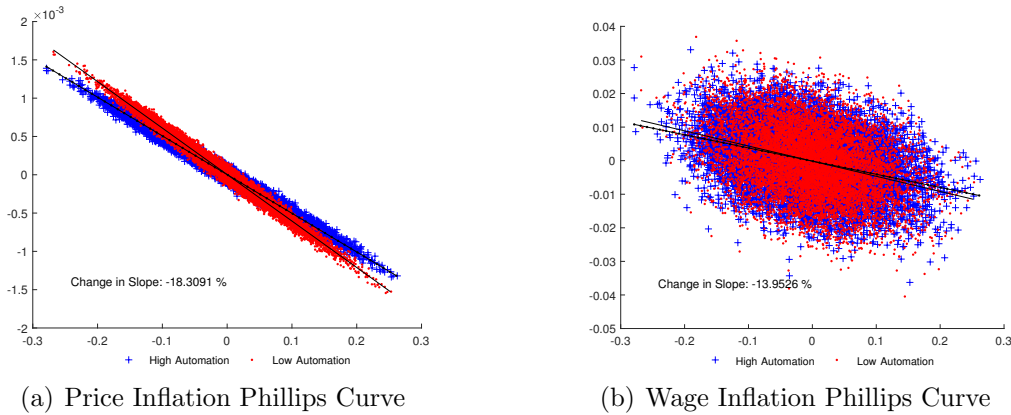 2 ×10⁻³
1.5
1
0.5
0
-0.5
-1
-1.5
-2
-0.3 -0.2 -0.1 0 0.1 0.2 0.3
Change in Slope: -18.3091 %
High Automation Low Automation
(a) Price Inflation Phillips Curve
0.04
0.03
0.02
0.01
0
-0.01
-0.02
-0.03
-0.04
-0.05
-0.3 -0.2 -0.1 0 0.1 0.2 0.3
Change in Slope: -13.9526 %
High Automation Low Automation
(b) Wage Inflation Phillips Curve